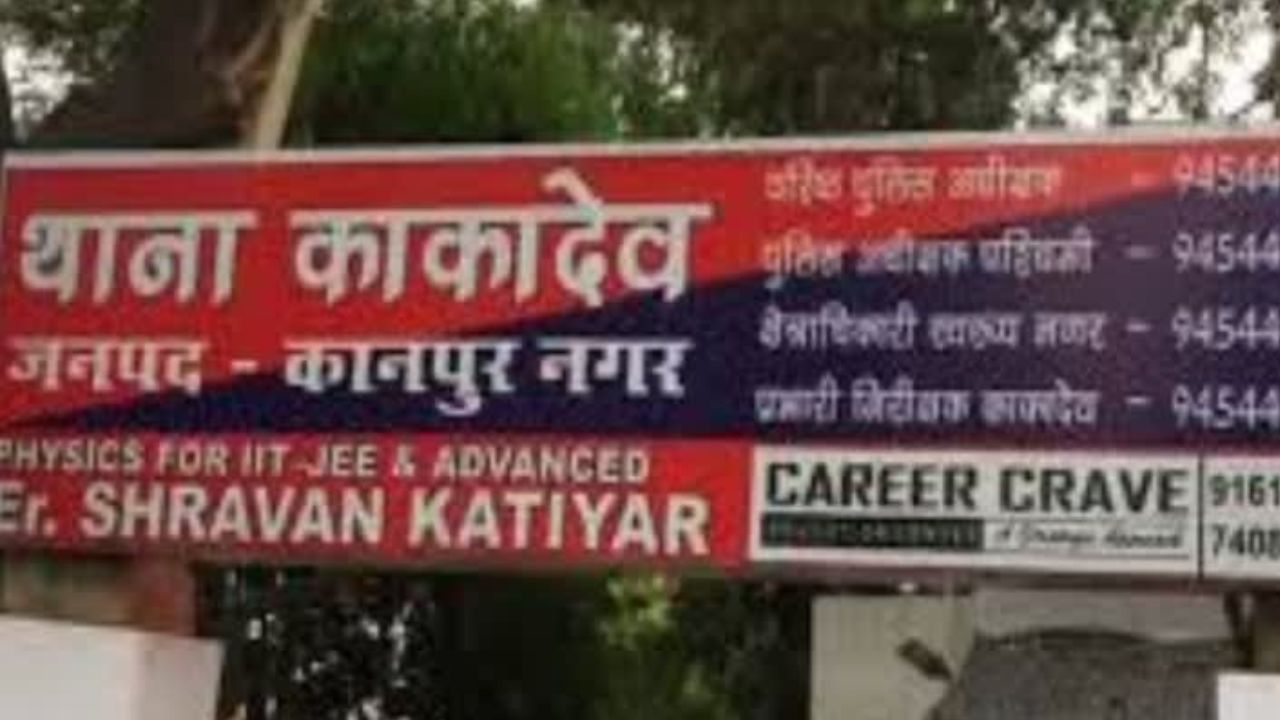 थाना काकादेव
जनपद - कानपुर नगर
वरिष्ठ पुलिस अधीक्षक - 94544
पुलिस अधीक्षक पश्चिमी - 94544
क्षेत्राधिकारी स्वरूप नगर - 94544
प्रभारी निरीक्षक काकादेव - 94544
PHYSICS FOR IIT-JEE & ADVANCED
Er. SHRAVAN KATIYAR
CAREER CRAVE
9161
7408